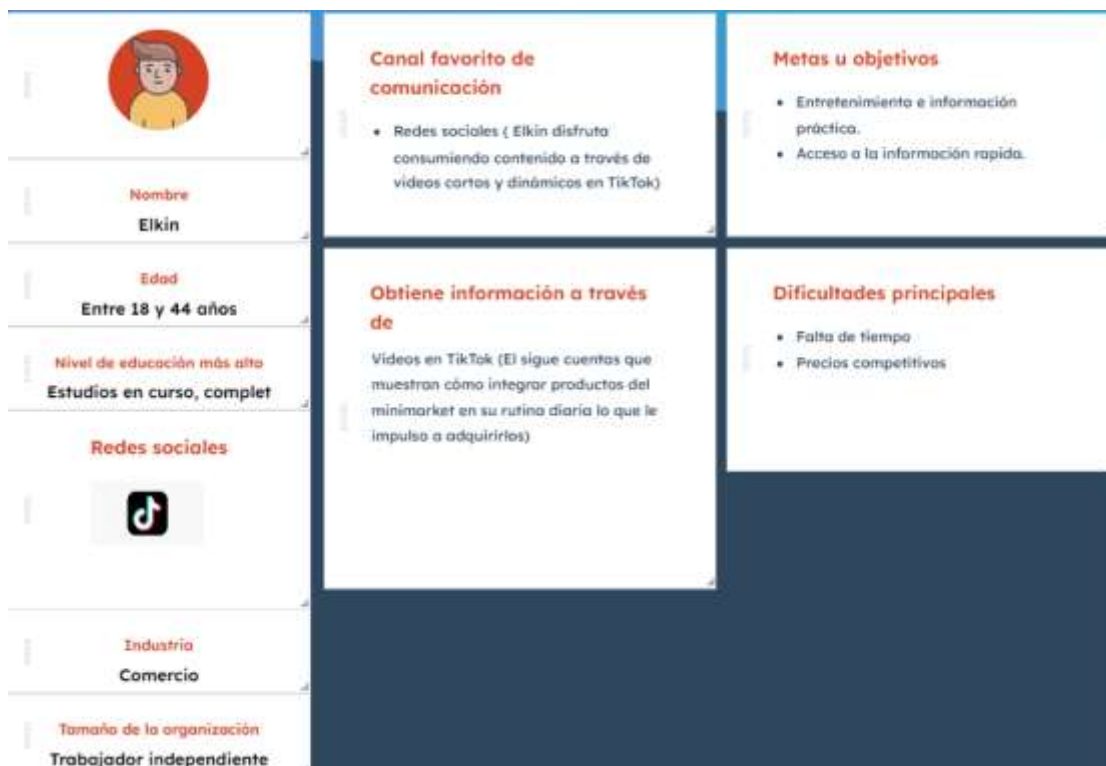 Nombre
Elkin
Edad
Entre 18 y 44 años
Nivel de educación más alto
Estudios en curso, complet
Redes sociales
Industria
Comercio
Tamaño de la organización
Trabajador independiente
Canal favorito de
comunicación
• Redes sociales ( Elkin disfruta
consumiendo contenido a través de
videos cortos y dinámicos en TikTok)
Metas u objetivos
• Entretenimiento e información
práctica.
• Acceso a la información rapida.
Obtiene información a través
de
Videos en TikTok (El sigue cuentas que
muestran cómo integrar productos del
minimarket en su rutina diaria lo que le
impulso a adquirirlos)
Dificultades principales
• Falta de tiempo
• Precios competitivos